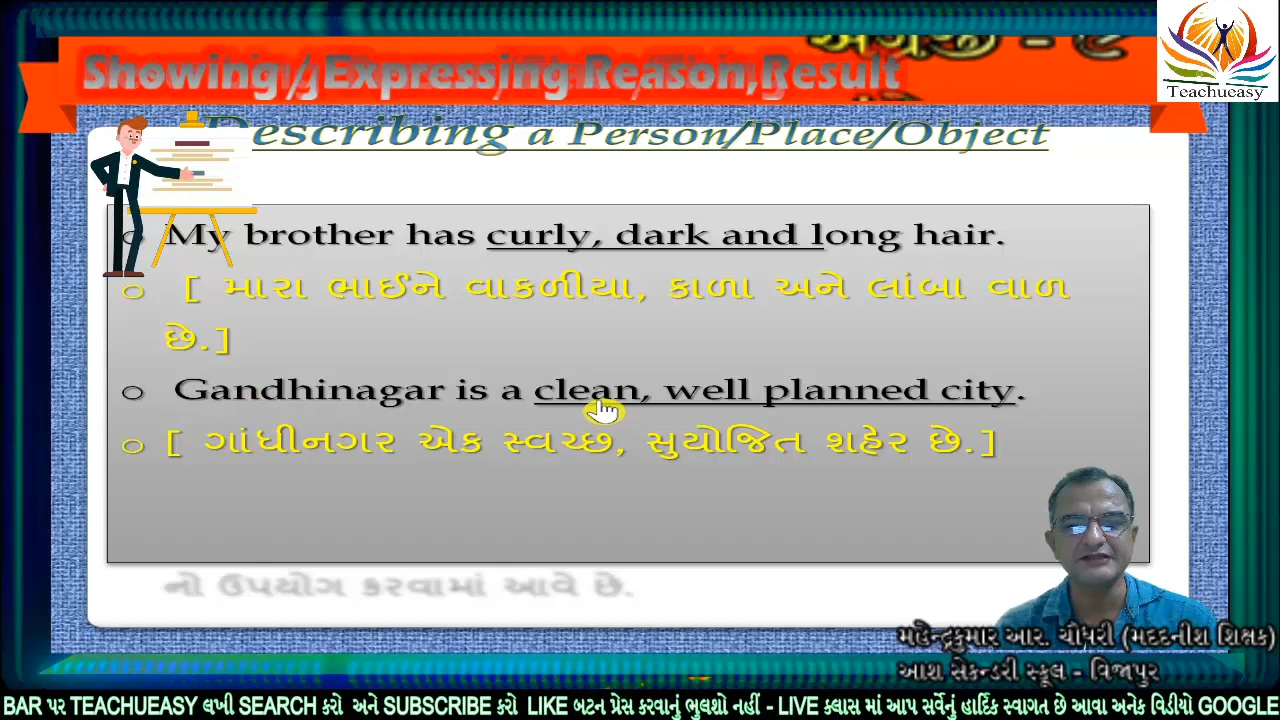 અંગ્રેજી - ૯
Showing / Expressing Reason,Result
Teachueasy
Describing a Person/Place/Object
My brother has curly, dark and long hair.
[ મારા ભાઈને વાકળીયા, કાળા અને લાંબા વાળ
છે.]
Gandhinagar is a clean, well planned city.
[ ગાંધીનગર એક સ્વચ્છ, સુયોજિત શહેર છે.]
નો ઉપયોગ કરવામાં આવે છે.
મહેન્દ્રકુમાર આર. ચૌધરી (મદદનીશ શિક્ષક)
આશ સેકન્ડરી સ્કૂલ - વિજાપુર
BAR પર TEACHUEASY લખી SEARCH કરો અને SUBSCRIBE કરો LIKE બટન પ્રેસ કરવાનું ભુલશો નહીં - LIVE ક્લાસ માં આપ સર્વેનું હાર્દિક સ્વાગત છે આવા અનેક વિડીયો GOOGLE